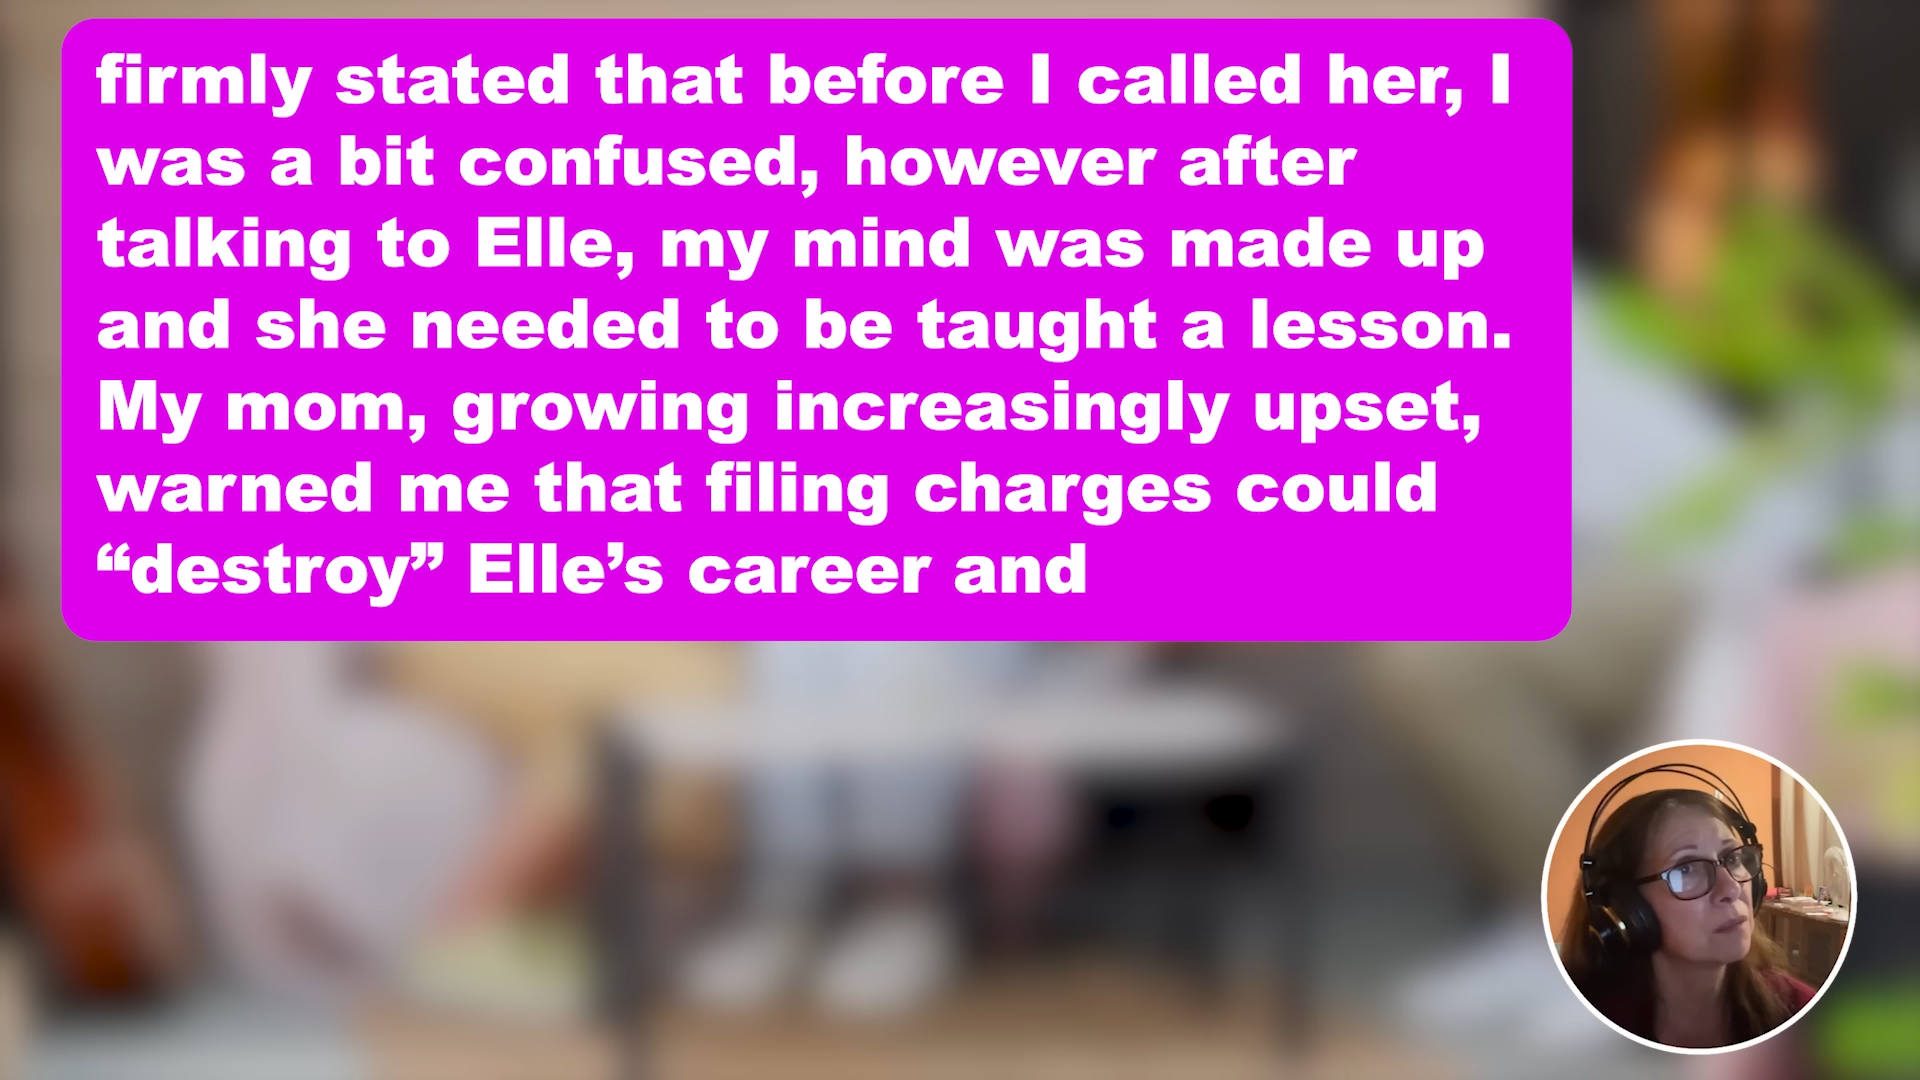 firmly stated that before I called her, I
was a bit confused, however after
talking to Elle, my mind was made up
and she needed to be taught a lesson.
My mom, growing increasingly upset,
warned me that filing charges could
“destroy” Elle’s career and